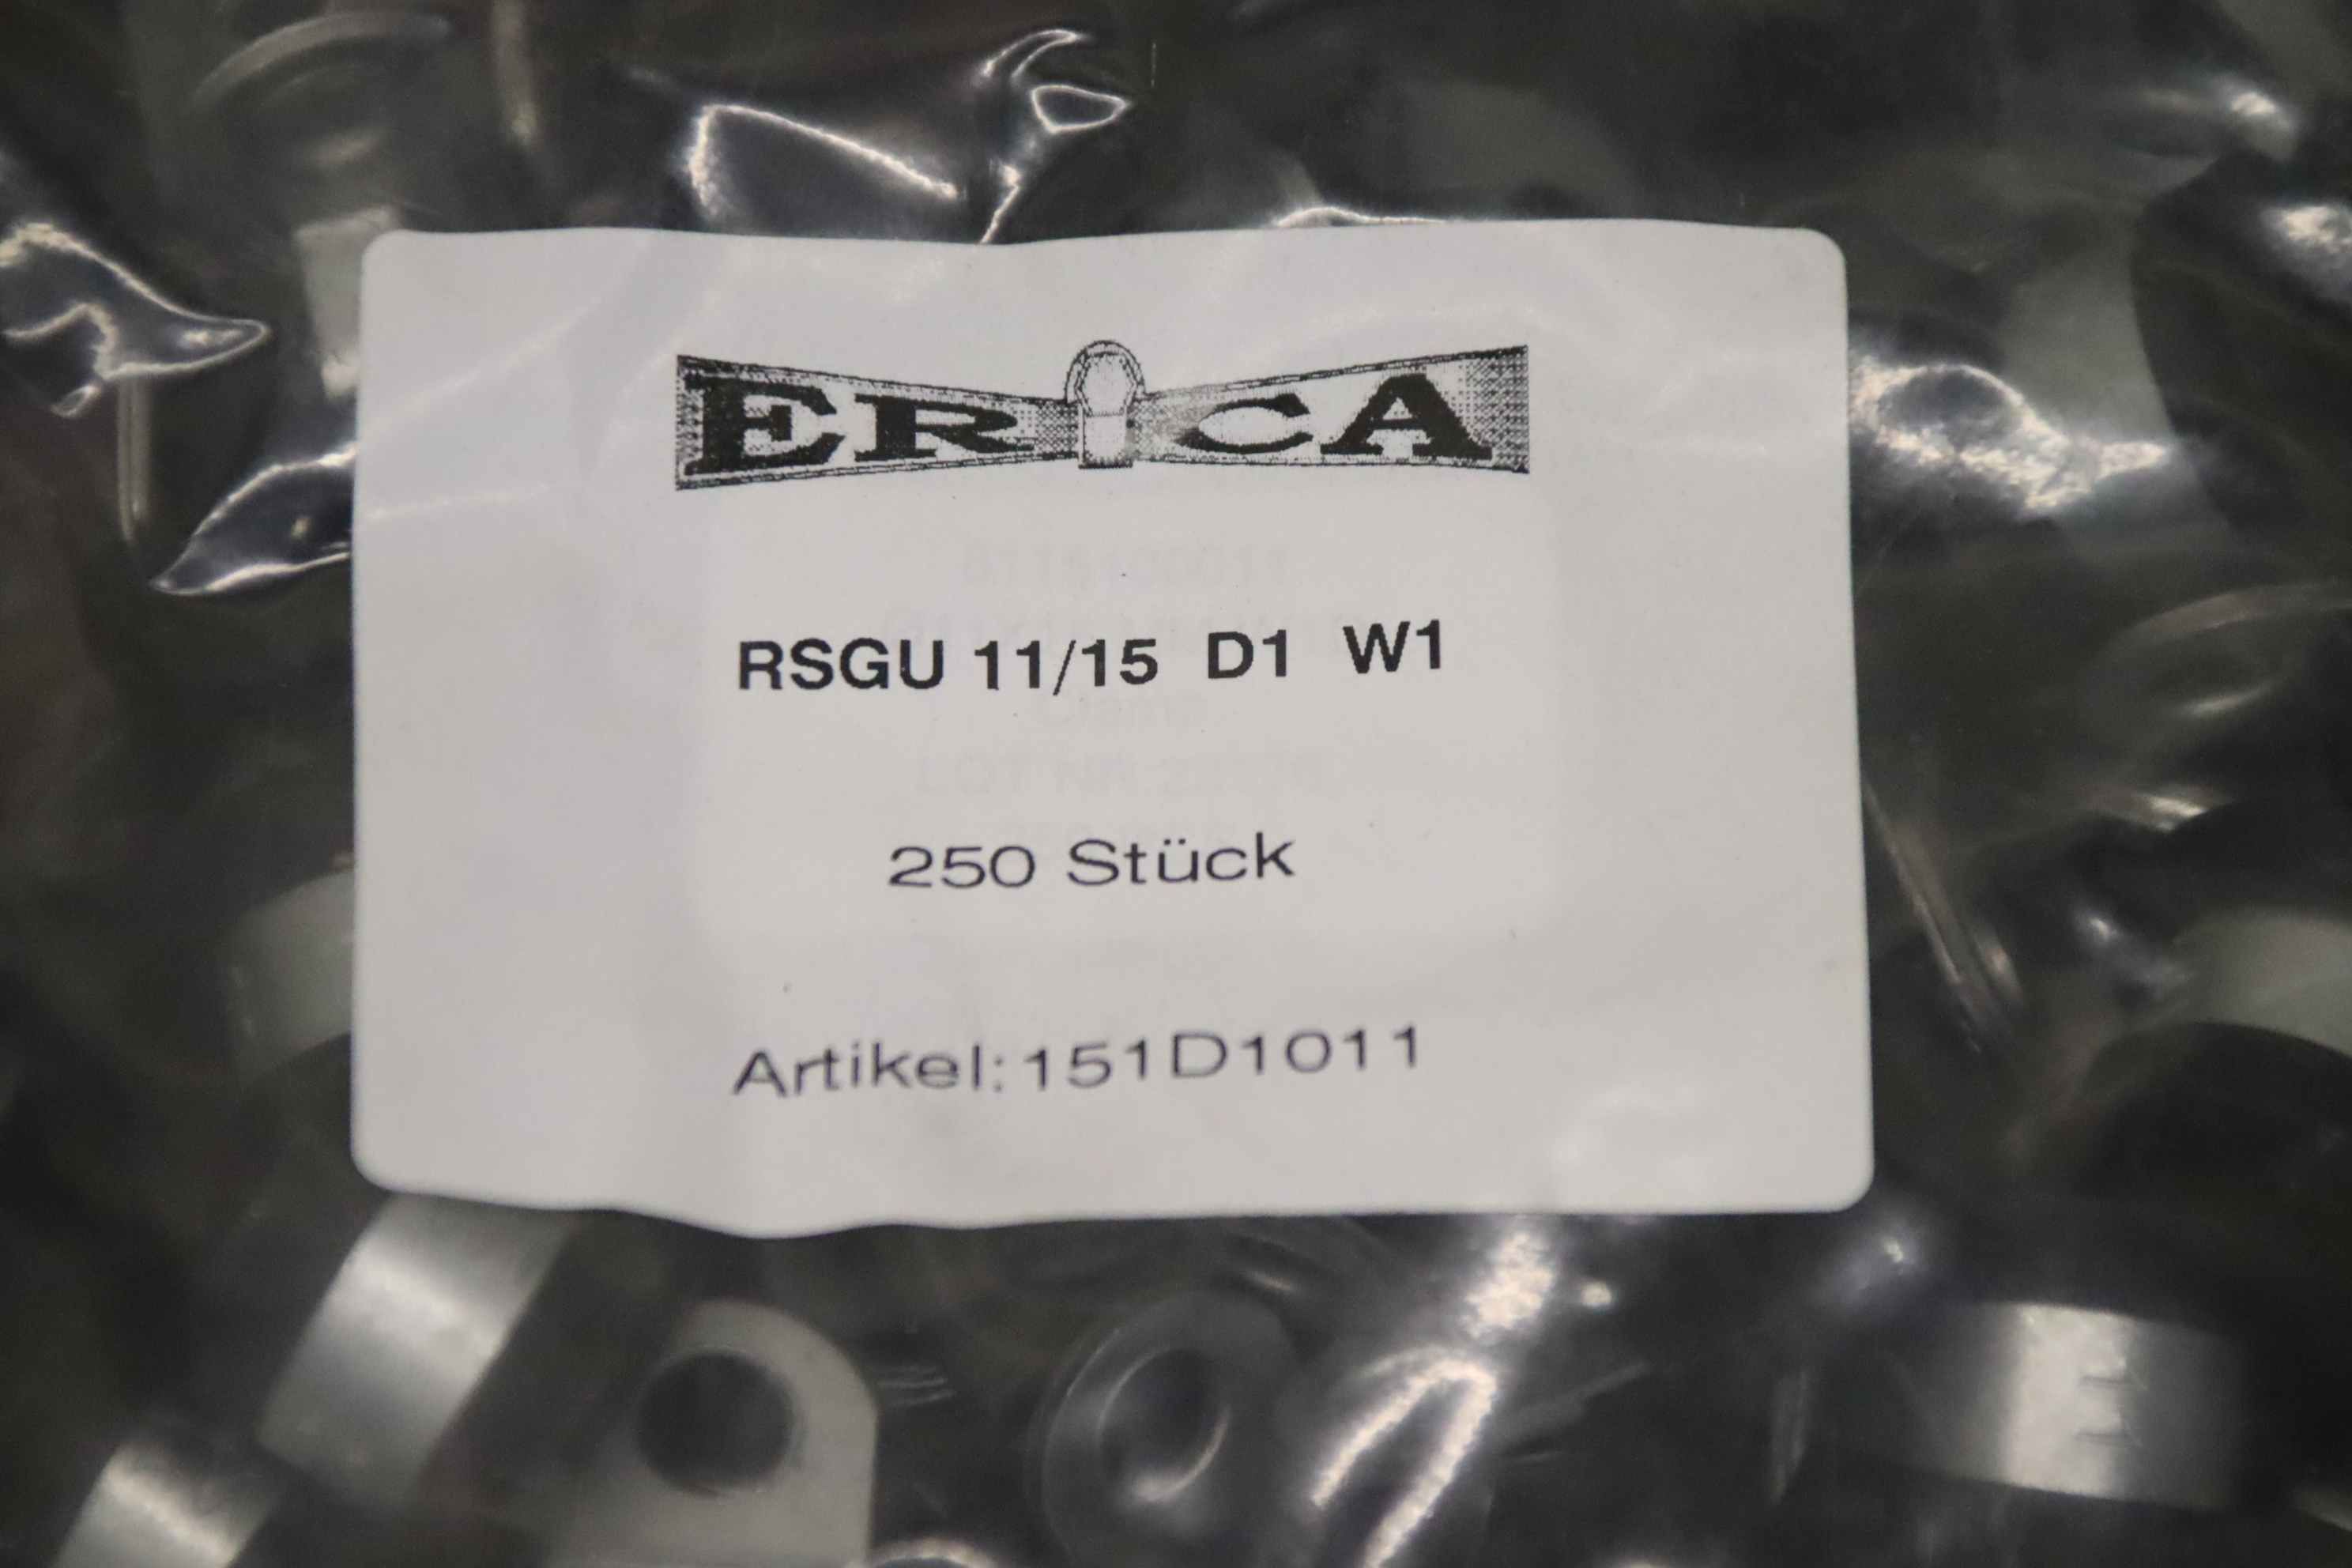 ERiCA
RSGU 11/15 D1 W1
250 Stück
Artikel:151D1011